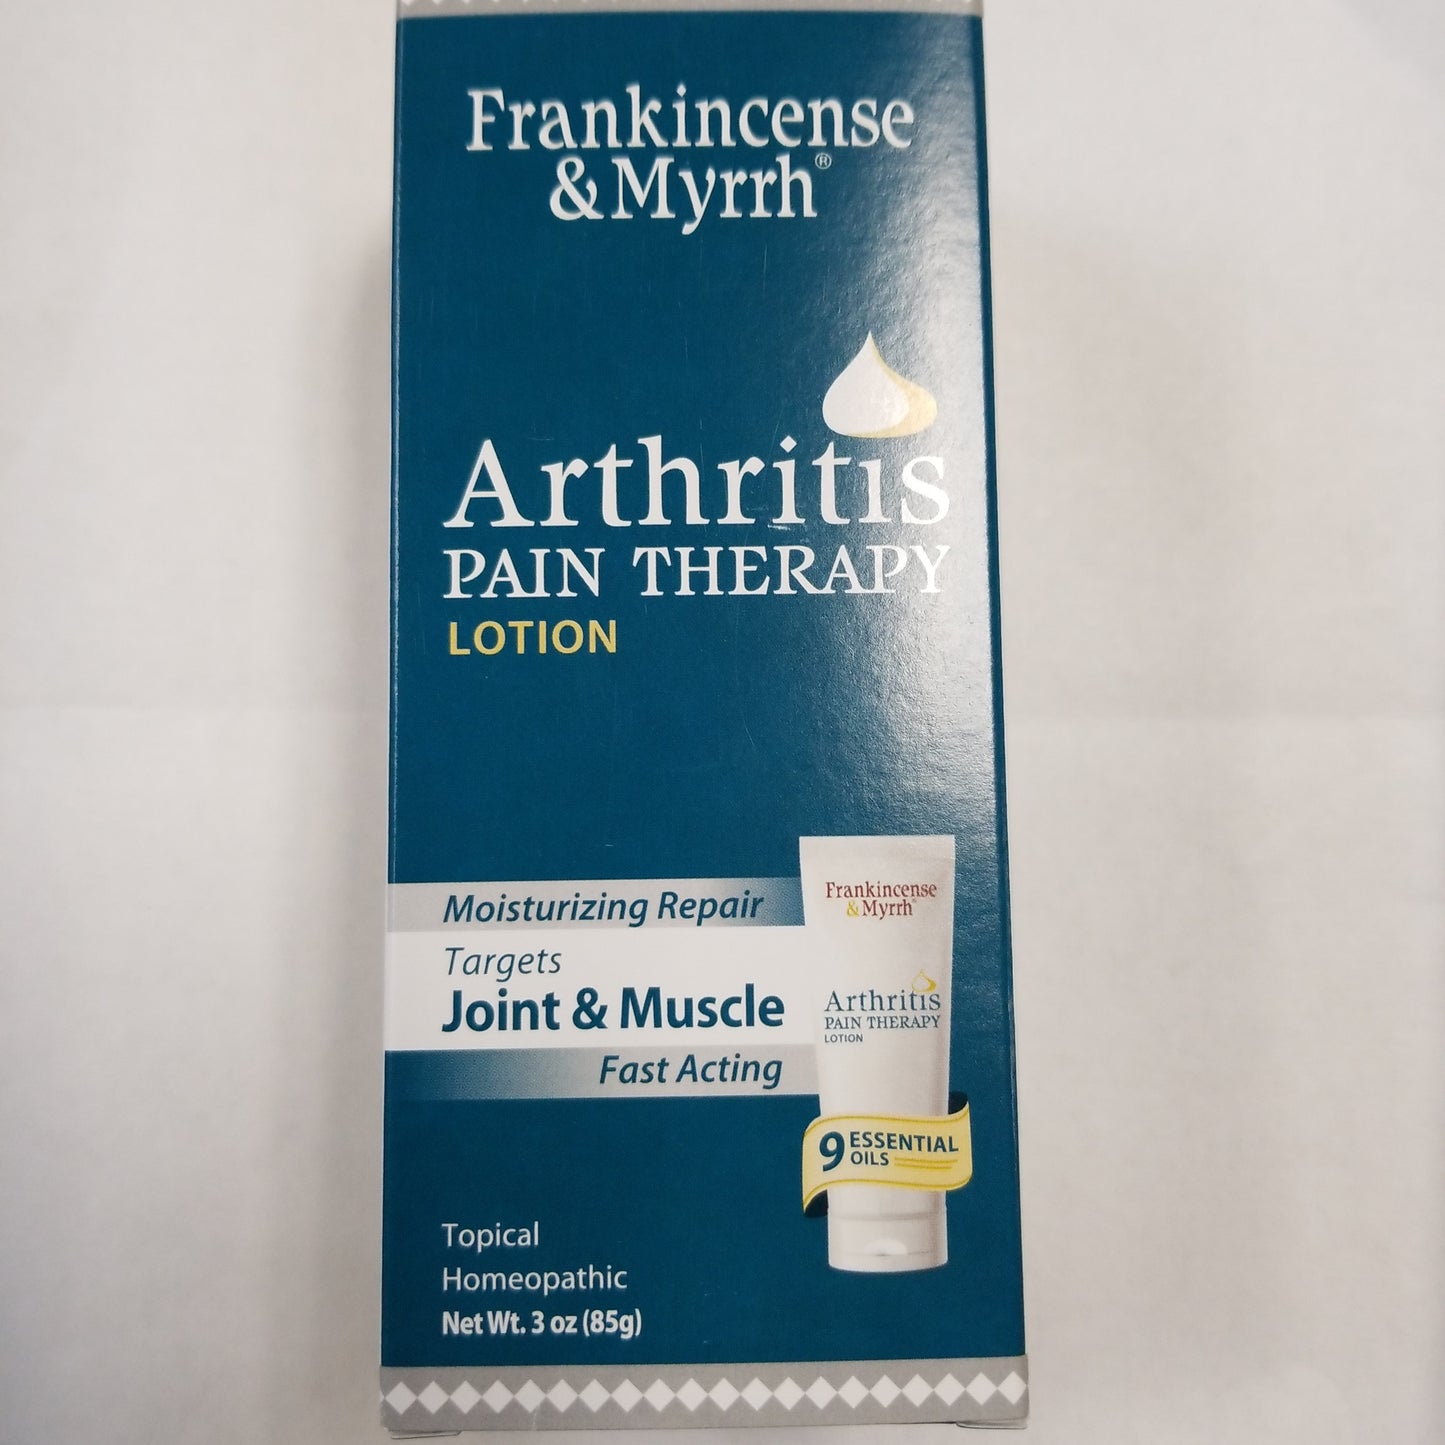 Frankincense
& Myrrh®
Arthritis
PAIN THERAPY
LOTION
Moisturizing Repair
Targets
Joint & Muscle
Fast Acting
Frankincense
& Myrrh®
Arthritis
PAIN THERAPY
LOTION
9 ESSENTIAL
OILS
Topical
Homeopathic
Net Wt. 3 oz (85g)